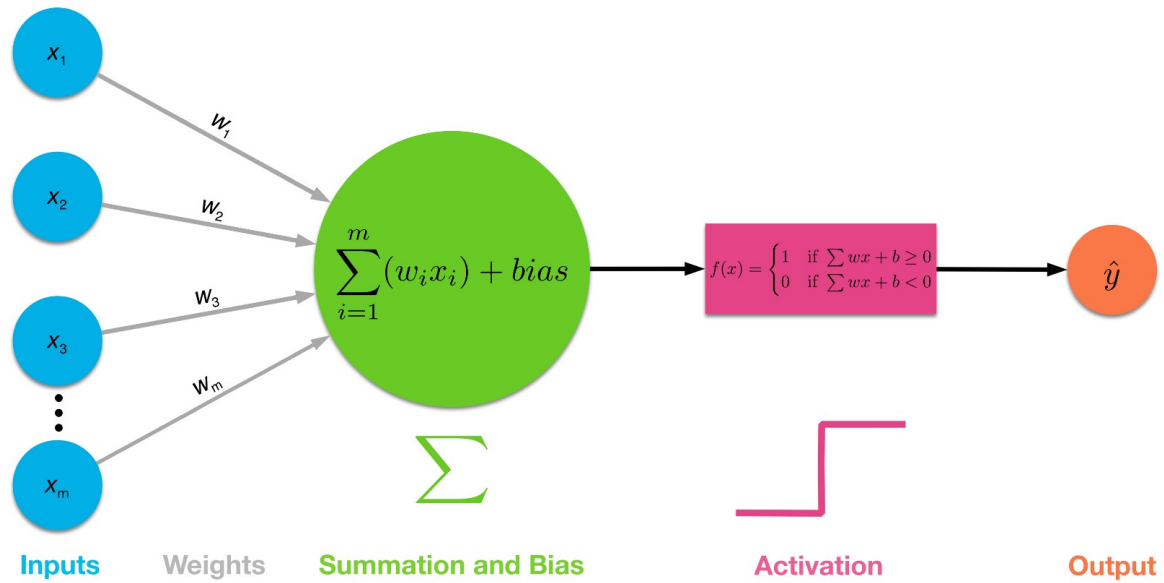 x₁
x₂
x₃
xₘ
w₁
w₂
w₃
wₘ
∑ᵢ₌₁ᵐ(wᵢxᵢ) + bias
f(x) = {1 if ∑ wx + b ≥ 0
0 if ∑ wx + b < 0
ŷ
∑
Inputs
Weights
Summation and Bias
Activation
Output